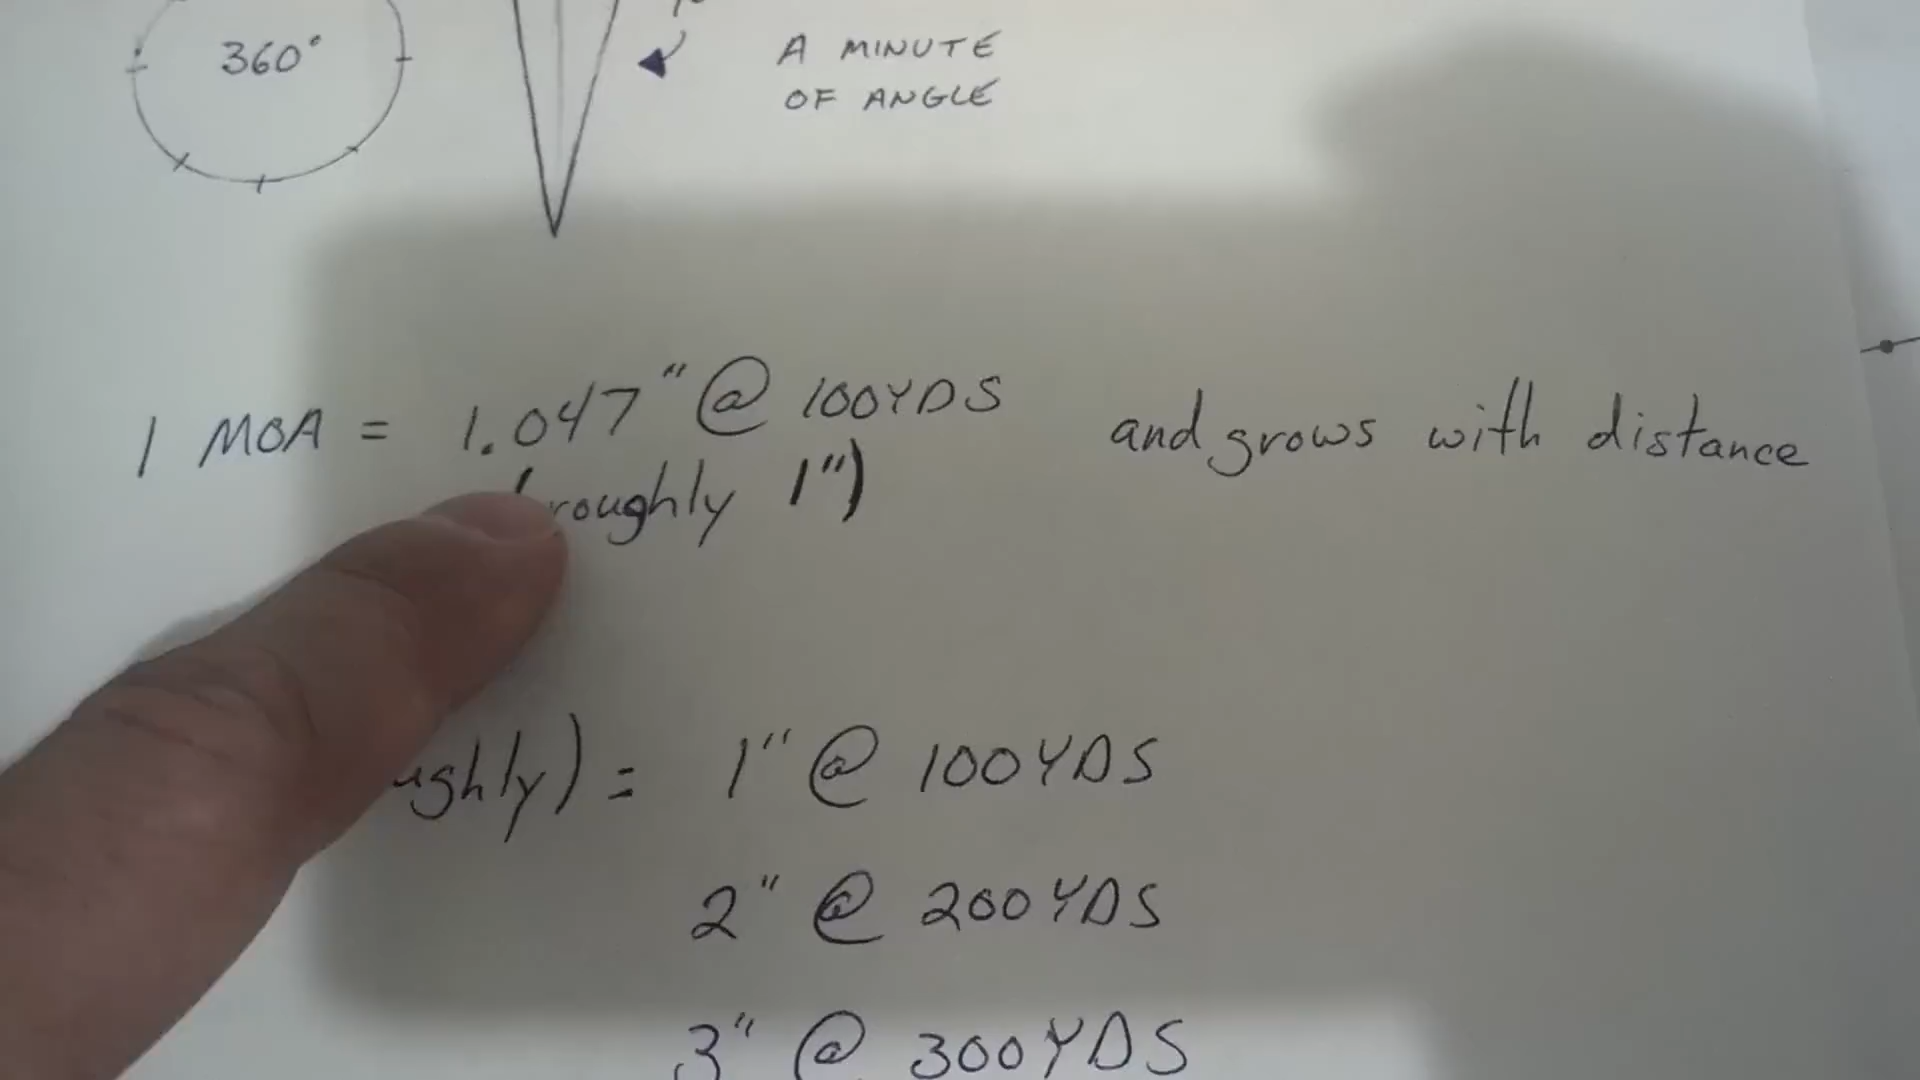 360°
A MINUTE
OF ANGLE
1 MOA = 1.047" @ 100YDS and grows with distance
(roughly 1")
ughly) = 1" @ 100YDS
2" @ 200YDS
3" @ 300YDS